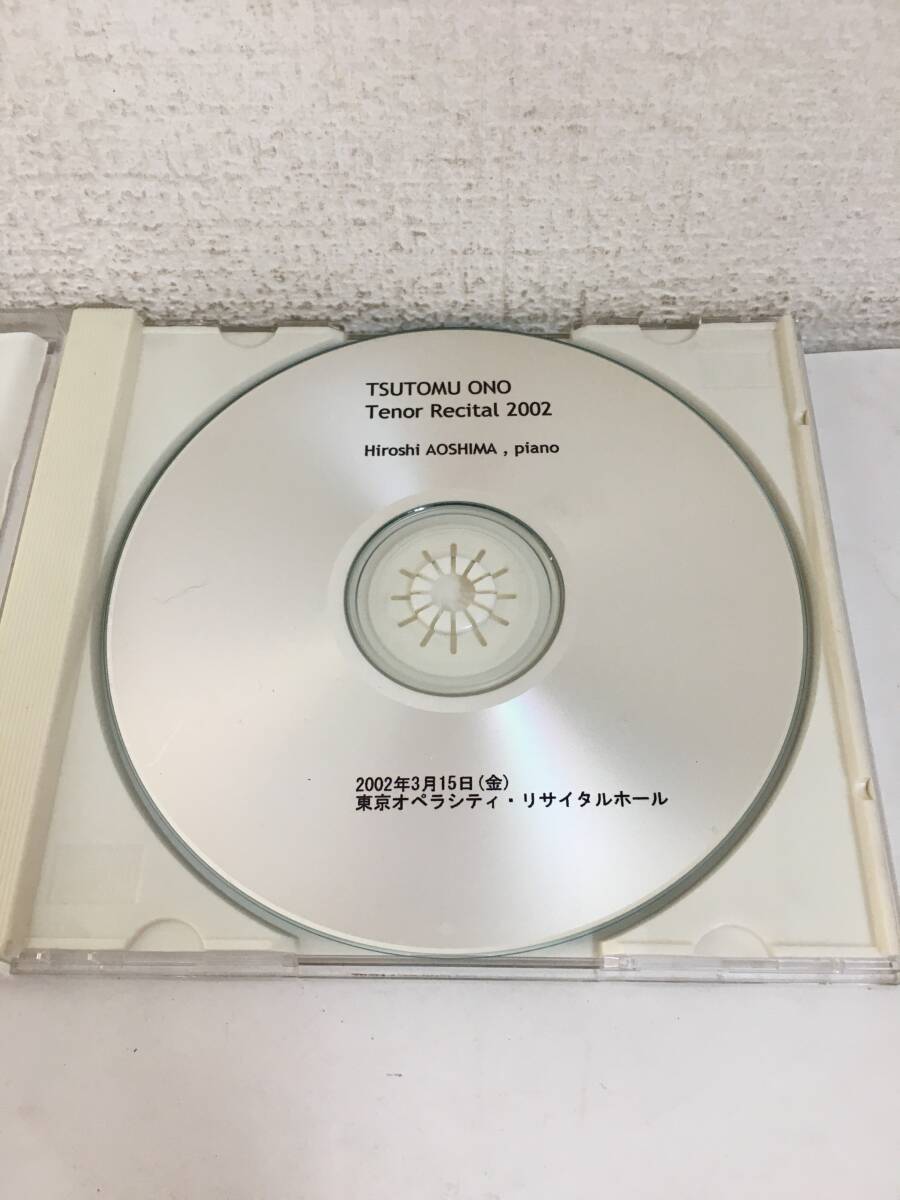 TSUTOMU ONO
Tenor Recital 2002
Hiroshi AOSHIMA , piano
2002年3月15日(金)
東京オペラシティ・リサイタルホール